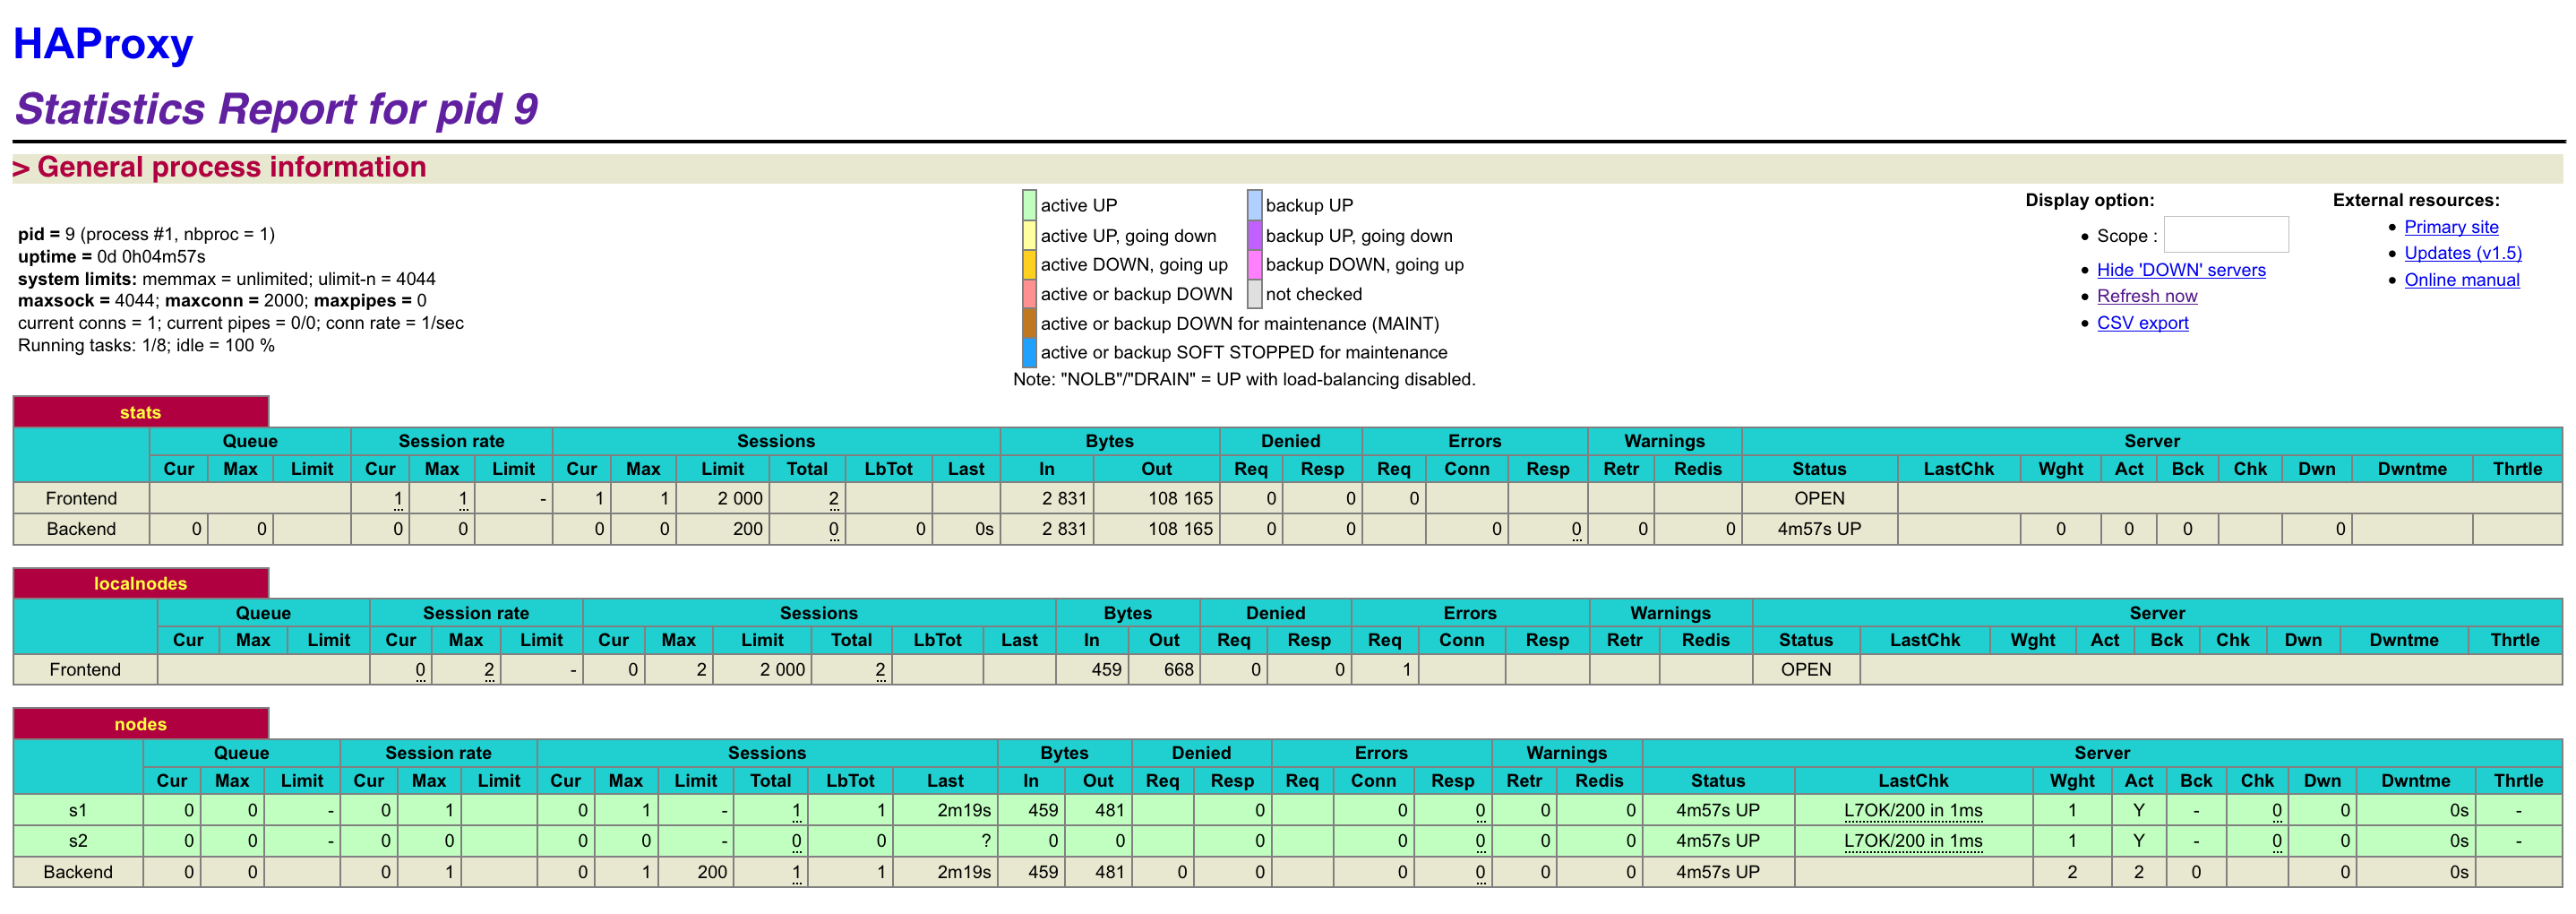 HAProxy
Statistics Report for pid 9
> General process information
pid = 9 (process #1, nbproc = 1)
uptime = 0d 0h04m57s
system limits: memmax = unlimited; ulimit-n = 4044
maxsock = 4044; maxconn = 2000; maxpipes = 0
current conns = 1; current pipes = 0/0; conn rate = 1/sec
Running tasks: 1/8; idle = 100 %
active UP backup UP
active UP, going down backup UP, going down
active DOWN, going up backup DOWN, going up
active or backup DOWN not checked
active or backup DOWN for maintenance (MAINT)
active or backup SOFT STOPPED for maintenance
Note: "NOLB"/"DRAIN" = UP with load-balancing disabled.
Display option:
• Scope :
• Hide 'DOWN' servers
• Refresh now
• CSV export
External resources:
• Primary site
• Updates (v1.5)
• Online manual
stats
Queue Session rate Sessions Bytes Denied Errors Warnings Server
Cur Max Limit Cur Max Limit Cur Max Limit Total LbTot Last In Out Req Resp Req Conn Resp Retr Redis Status LastChk Wght Act Bck Chk Dwn Dwntme Thrtle
Frontend 1 1 - 1 1 2 000 2 2 831 108 165 0 0 0 OPEN
Backend 0 0 0 0 0 0 200 0 0 0s 2 831 108 165 0 0 0 0 0 0 4m57s UP 0 0 0 0
localnodes
Queue Session rate Sessions Bytes Denied Errors Warnings Server
Cur Max Limit Cur Max Limit Cur Max Limit Total LbTot Last In Out Req Resp Req Conn Resp Retr Redis Status LastChk Wght Act Bck Chk Dwn Dwntme Thrtle
Frontend 0 2 - 0 2 2 000 2 459 668 0 0 1 OPEN
nodes
Queue Session rate Sessions Bytes Denied Errors Warnings Server
Cur Max Limit Cur Max Limit Cur Max Limit Total LbTot Last In Out Req Resp Req Conn Resp Retr Redis Status LastChk Wght Act Bck Chk Dwn Dwntme Thrtle
s1 0 0 - 0 1 0 1 - 1 1 2m19s 459 481 0 0 0 0 0 4m57s UP L7OK/200 in 1ms 1 Y - 0 0 0s -
s2 0 0 - 0 0 0 0 - 0 0 ? 0 0 0 0 0 0 0 4m57s UP L7OK/200 in 1ms 1 Y - 0 0 0s -
Backend 0 0 0 1 0 1 200 1 1 2m19s 459 481 0 0 0 0 0 0 4m57s UP 2 2 0 0 0s